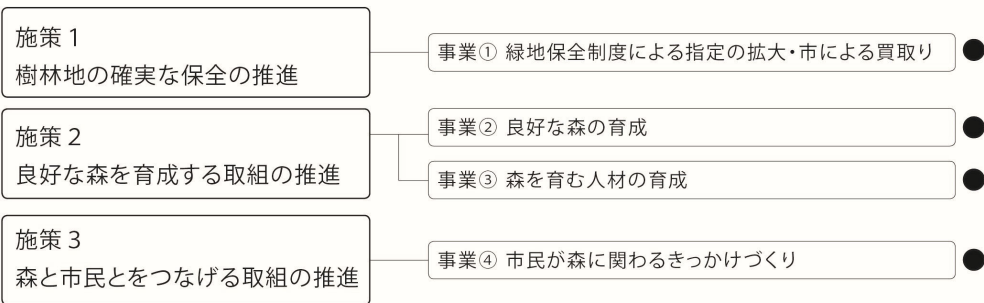 施策 1
樹林地の確実な保全の推進
事業① 緑地保全制度による指定の拡大・市による買取り
施策 2
良好な森を育成する取組の推進
事業② 良好な森の育成
事業③ 森を育む人材の育成
施策 3
森と市民とをつなげる取組の推進
事業④ 市民が森に関わるきっかけづくり